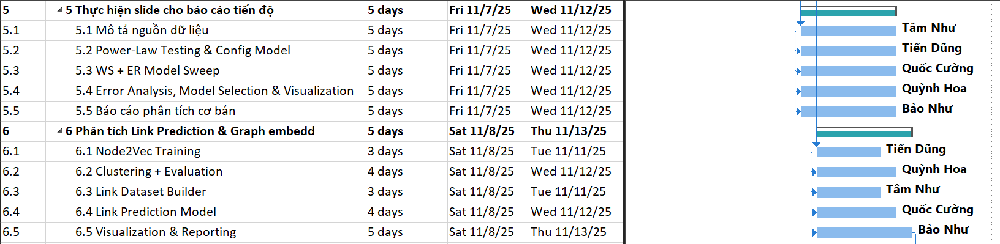 5 5 Thực hiện slide cho báo cáo tiến độ 5 days Fri 11/7/25 Wed 11/12/25
5.1 5.1 Mô tả nguồn dữ liệu 5 days Fri 11/7/25 Wed 11/12/25 Tâm Như
5.2 5.2 Power-Law Testing & Config Model 5 days Fri 11/7/25 Wed 11/12/25 Tiến Dũng
5.3 5.3 WS + ER Model Sweep 5 days Fri 11/7/25 Wed 11/12/25 Quốc Cường
5.4 5.4 Error Analysis, Model Selection & Visualization 5 days Fri 11/7/25 Wed 11/12/25 Quỳnh Hoa
5.5 5.5 Báo cáo phân tích cơ bản 5 days Fri 11/7/25 Wed 11/12/25 Bảo Như
6 6 Phân tích Link Prediction & Graph embedd 5 days Sat 11/8/25 Thu 11/13/25
6.1 6.1 Node2Vec Training 3 days Sat 11/8/25 Tue 11/11/25 Tiến Dũng
6.2 6.2 Clustering + Evaluation 4 days Sat 11/8/25 Wed 11/12/25 Quỳnh Hoa
6.3 6.3 Link Dataset Builder 3 days Sat 11/8/25 Tue 11/11/25 Tâm Như
6.4 6.4 Link Prediction Model 4 days Sat 11/8/25 Wed 11/12/25 Quốc Cường
6.5 6.5 Visualization & Reporting 5 days Sat 11/8/25 Thu 11/13/25 Bảo Như